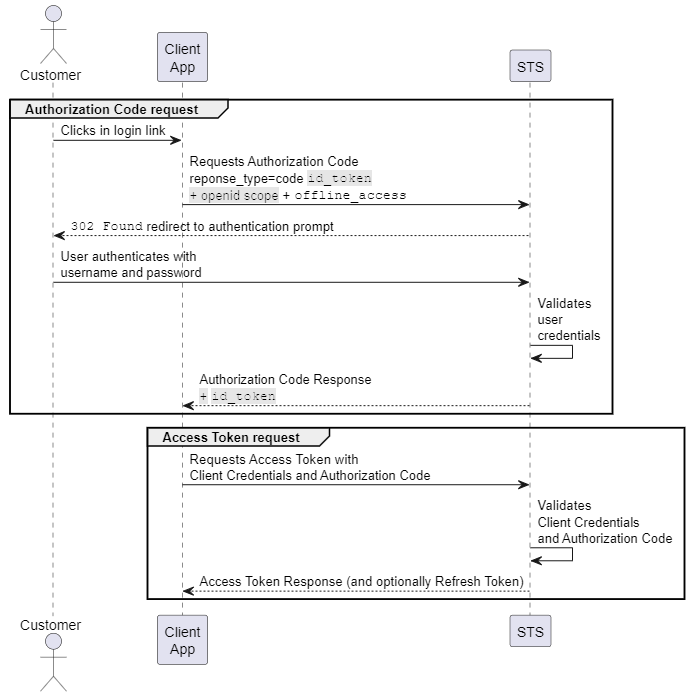 Customer
Client
App
STS
Authorization Code request
Clicks in login link
Requests Authorization Code
reponse_type=code id_token
+ openid scope + offline_access
302 Found redirect to authentication prompt
User authenticates with
username and password
Validates
user
credentials
Authorization Code Response
+ id_token
Access Token request
Requests Access Token with
Client Credentials and Authorization Code
Validates
Client Credentials
and Authorization Code
Access Token Response (and optionally Refresh Token)
Customer
Client
App
STS